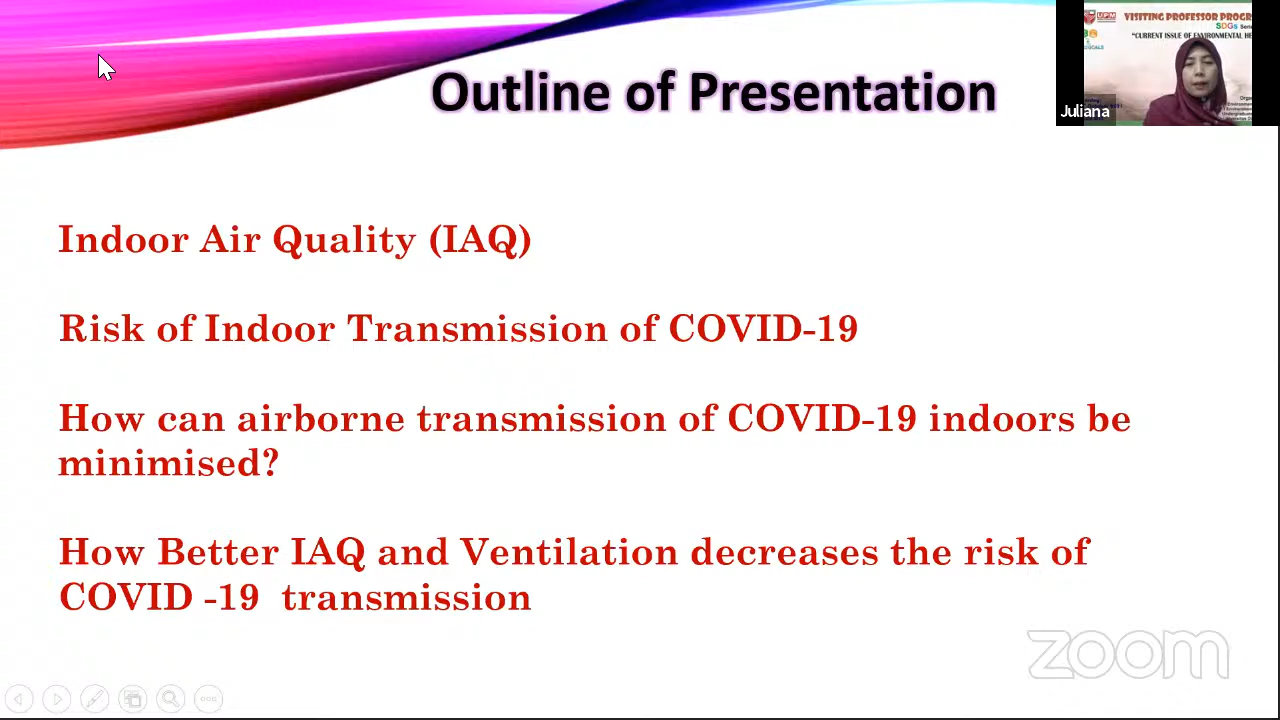 Outline of Presentation
UPM
VISITING PROFESSOR PROGR
SDGs
"CURRENT ISSUE OF ENVIRONMENTAL HE
Juliana
Indoor Air Quality (IAQ)
Risk of Indoor Transmission of COVID-19
How can airborne transmission of COVID-19 indoors be
minimised?
How Better IAQ and Ventilation decreases the risk of
COVID -19 transmission
zoom